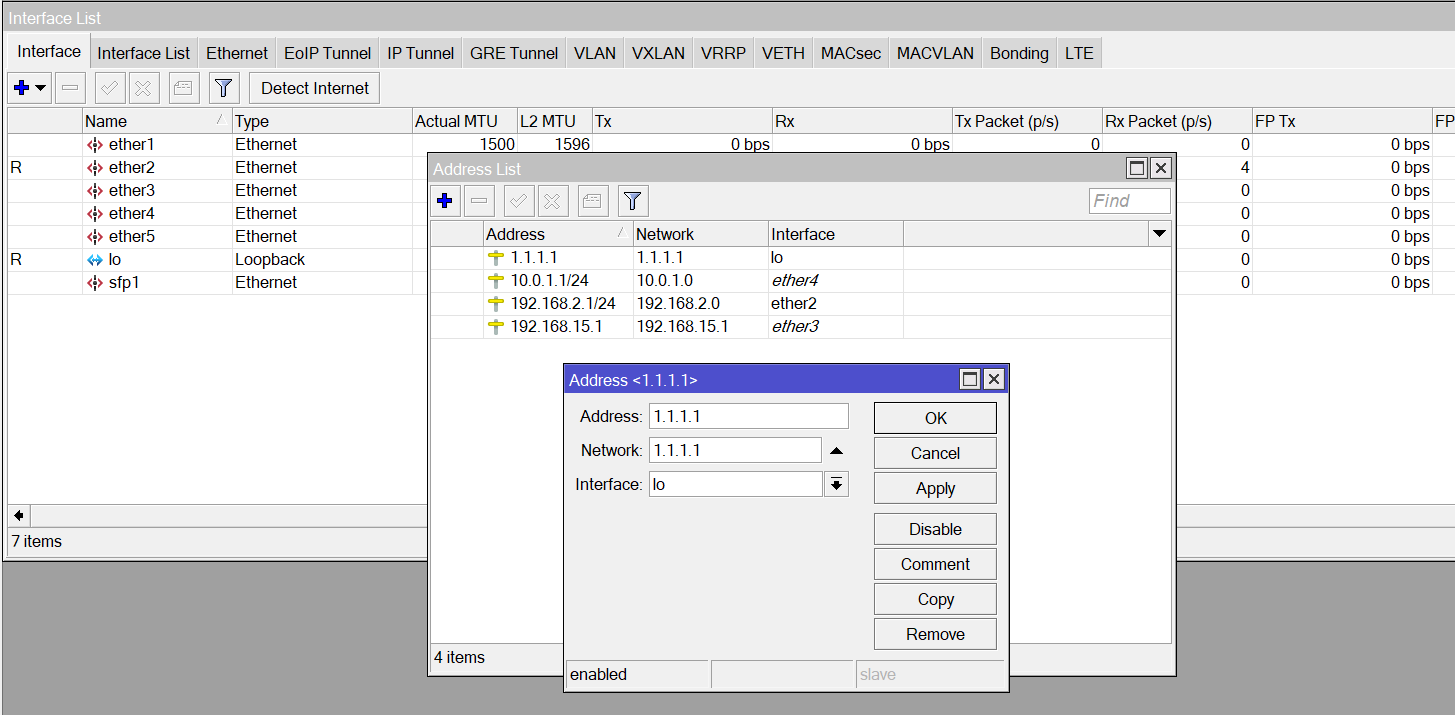 Interface List
Interface Interface List Ethernet EoIP Tunnel IP Tunnel GRE Tunnel VLAN VXLAN VRRP VETH MACsec MACVLAN Bonding LTE
Detect Internet
Name Type Actual MTU L2 MTU Tx Rx Tx Packet (p/s) Rx Packet (p/s) FP Tx FP
ether1 Ethernet 1500 1596 0 bps 0 bps 0 0 0 bps
R ether2 Ethernet 4 0 bps
ether3 Ethernet 0 0 bps
ether4 Ethernet 0 0 bps
ether5 Ethernet 0 0 bps
R lo Loopback 0 0 bps
sfp1 Ethernet 0 0 bps
7 items
Address List
Find
Address Network Interface
1.1.1.1 1.1.1.1 lo
10.0.1.1/24 10.0.1.0 ether4
192.168.2.1/24 192.168.2.0 ether2
192.168.15.1 192.168.15.1 ether3
4 items
Address <1.1.1.1>
Address: 1.1.1.1
Network: 1.1.1.1
Interface: lo
OK
Cancel
Apply
Disable
Comment
Copy
Remove
enabled slave